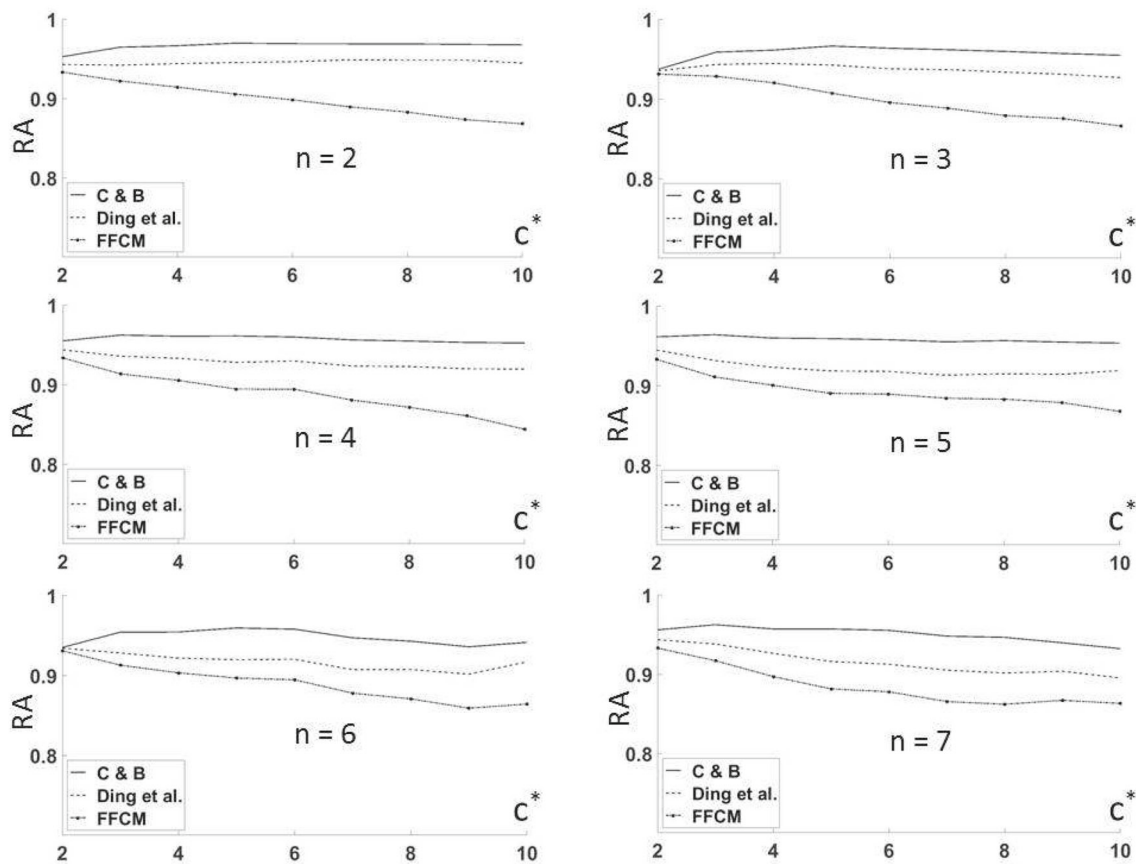 1
RA
0.9
n = 2
0.8
C & B
Ding et al.
FFCM
C*
2 4 6 8 10
1
RA
0.9
n = 3
0.8
C & B
Ding et al.
FFCM
C*
2 4 6 8 10
1
RA
0.9
n = 4
0.8
C & B
Ding et al.
FFCM
C*
2 4 6 8 10
1
RA
0.9
n = 5
0.8
C & B
Ding et al.
FFCM
C*
2 4 6 8 10
1
RA
0.9
n = 6
0.8
C & B
Ding et al.
FFCM
C*
2 4 6 8 10
1
RA
0.9
n = 7
0.8
C & B
Ding et al.
FFCM
C*
2 4 6 8 10